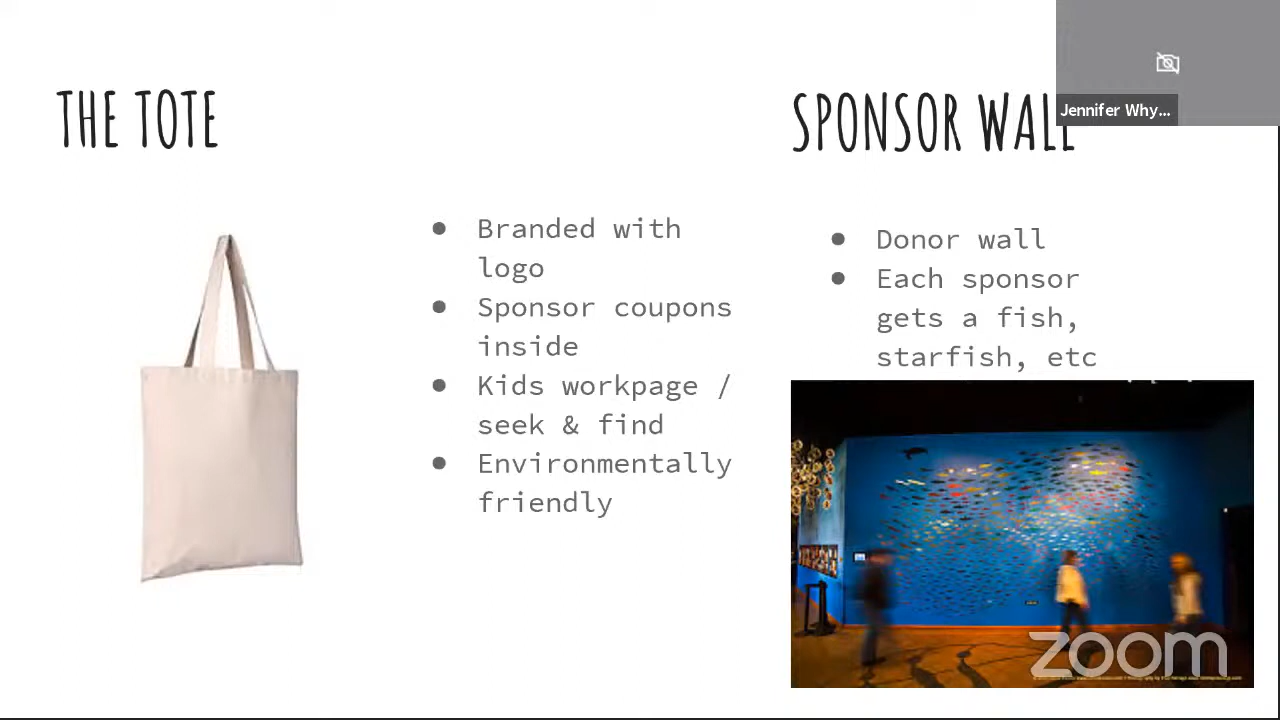 THE TOTE
Branded with
logo
Sponsor coupons
inside
Kids workpage /
seek & find
Environmentally
friendly
SPONSOR WALL
Donor wall
Each sponsor
gets a fish,
starfish, etc
Jennifer Why...
zoom